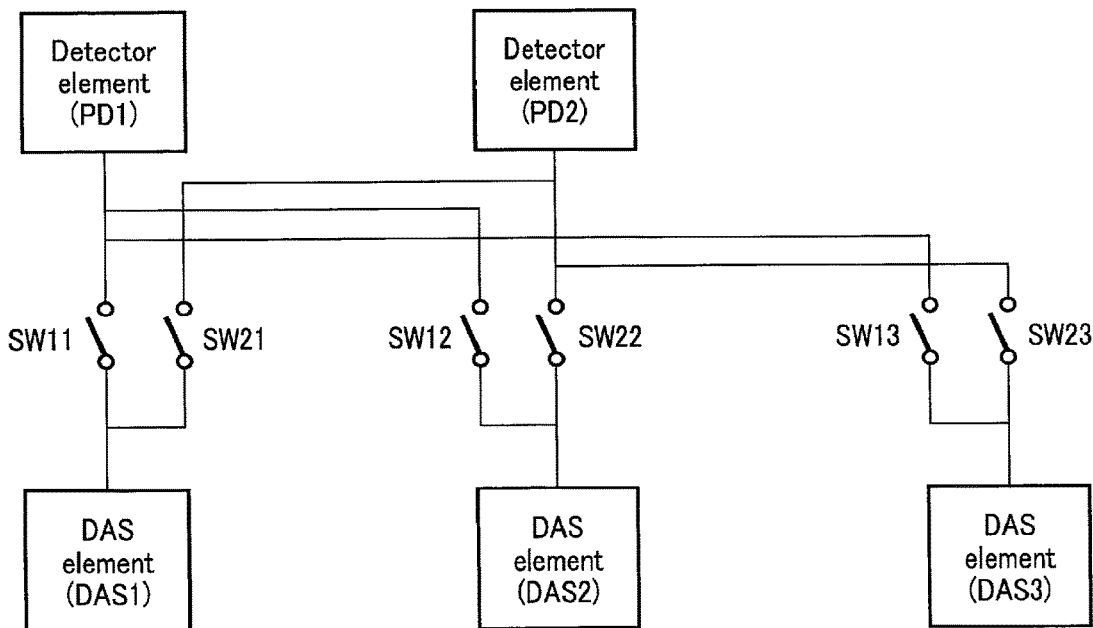 Detector
element
(PD1)
Detector
element
(PD2)
SW11
SW21
SW12
SW22
SW13
SW23
DAS
element
(DAS1)
DAS
element
(DAS2)
DAS
element
(DAS3)